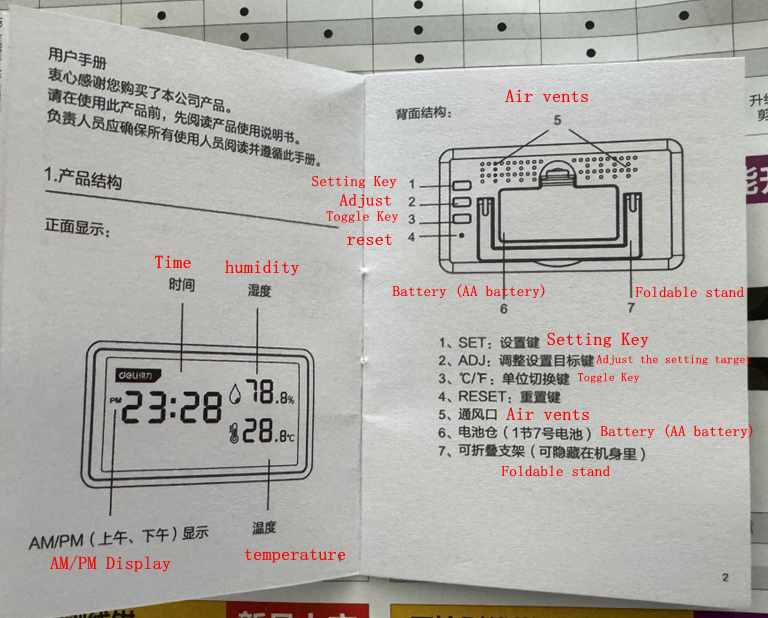 用户手册
衷心感谢您购买了本公司产品。
请在使用此产品前，先阅读产品使用说明书。
负责人员应确保所有使用人员阅读并遵循此手册。
1.产品结构
正面显示：
Time
时间
humidity
湿度
deli得力
PM
23:28
78.8%
28.8℃
AM/PM（上午、下午）显示
AM/PM Display
温度
temperature
背面结构：
Air vents
5
Setting Key 1
Adjust 2
Toggle Key 3
reset 4
Battery (AA battery)
6
Foldable stand
7
1、SET：设置键 Setting Key
2、ADJ：调整设置目标键 Adjust the setting target
3、℃/℉：单位切换键 Toggle Key
4、RESET：重置键
5、通风口 Air vents
6、电池仓（1节7号电池） Battery (AA battery)
7、可折叠支架（可隐藏在机身里）
Foldable stand
2